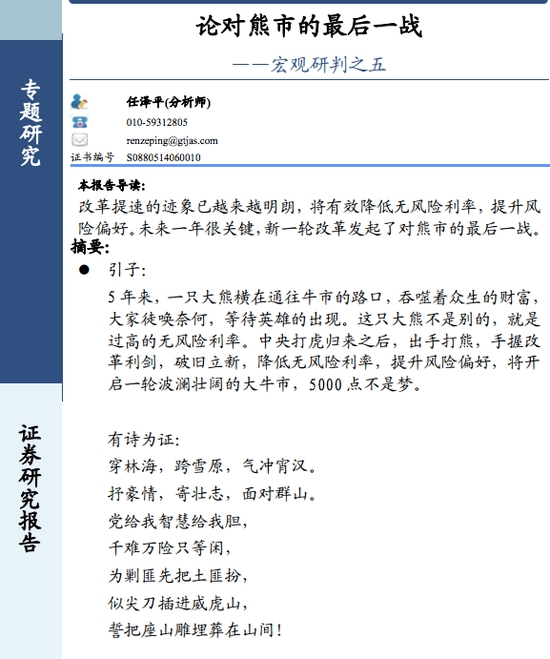 论对熊市的最后一战
——宏观研判之五
专题研究
任泽平(分析师)
010-59312805
renzeping@gtjas.com
证书编号 S0880514060010
本报告导读：
改革提速的迹象已越来越明朗，将有效降低无风险利率，提升风
险偏好。未来一年很关键，新一轮改革发起了对熊市的最后一战。
摘要：
● 引子：
5 年来，一只大熊横在通往牛市的路口，吞噬着众生的财富，
大家徒唤奈何，等待英雄的出现。这只大熊不是别的，就是
过高的无风险利率。中央打虎归来之后，出手打熊，手握改
革利剑，破旧立新，降低无风险利率，提升风险偏好，将开
启一轮波澜壮阔的大牛市，5000 点不是梦。
证券研究报告
有诗为证：
穿林海，跨雪原，气冲宵汉。
抒豪情，寄壮志，面对群山。
党给我智慧给我胆，
千难万险只等闲，
为剿匪先把土匪扮，
似尖刀插进威虎山，
誓把座山雕埋葬在山间！